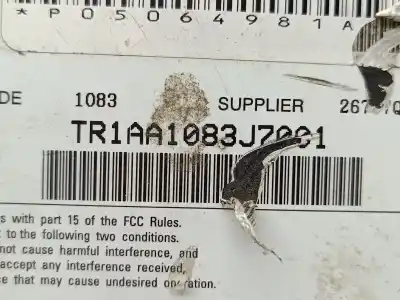 *P05064981A
DE 1083 SUPPLIER
TR1AA1083J7001
s with part 15 of the FCC Rules.
t to the following two conditions.
not cause harmful interference, and
accept any interference received,
ce that may cause undesired operation.